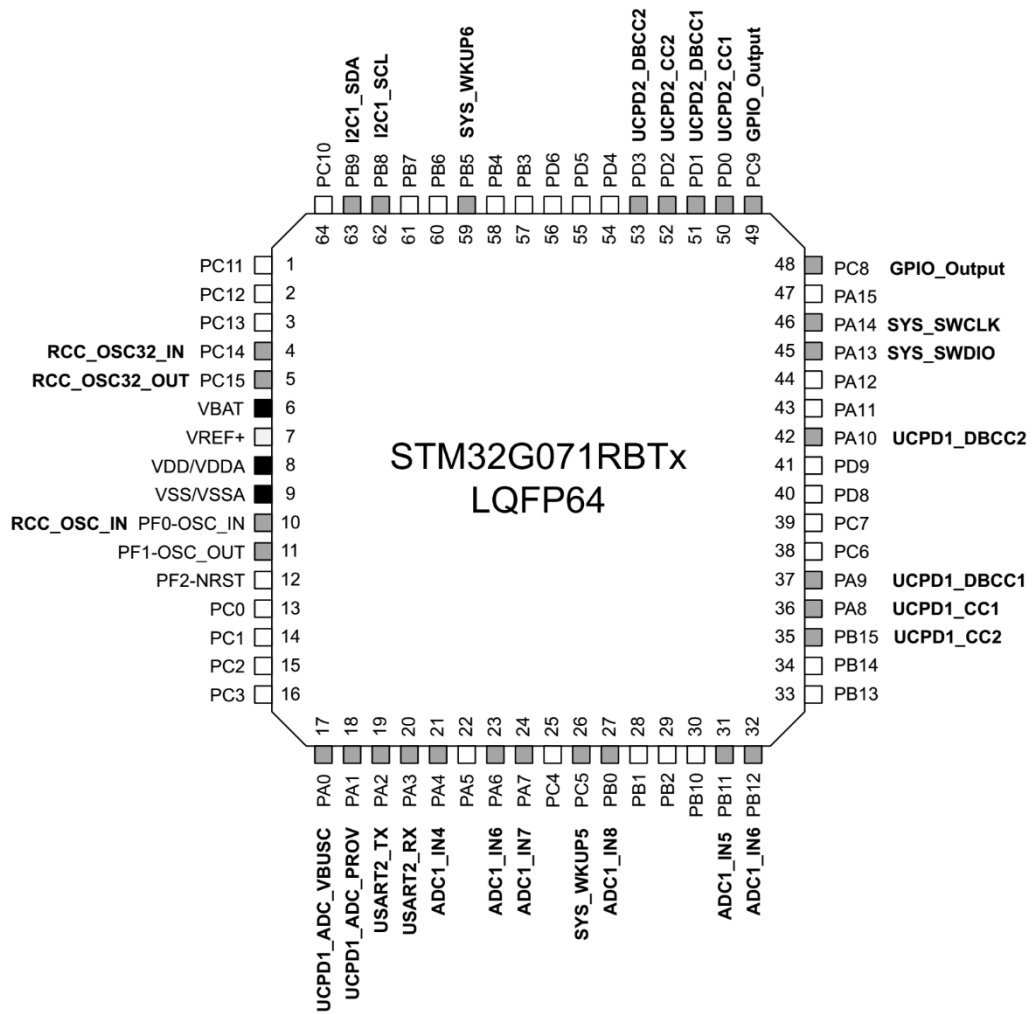 I2C1_SDA
I2C1_SCL
SYS_WKUP6
UCPD2_DBCC2
UCPD2_CC2
UCPD2_DBCC1
UCPD2_CC1
GPIO_Output
PC10
PB9
PB8
PB7
PB6
PB5
PB4
PB3
PD6
PD5
PD4
PD3
PD2
PD1
PD0
PC9
64
63
62
61
60
59
58
57
56
55
54
53
52
51
50
49
PC11 1
PC12 2
PC13 3
RCC_OSC32_IN PC14 4
RCC_OSC32_OUT PC15 5
VBAT 6
VREF+ 7
VDD/VDDA 8
VSS/VSSA 9
RCC_OSC_IN PF0-OSC_IN 10
PF1-OSC_OUT 11
PF2-NRST 12
PC0 13
PC1 14
PC2 15
PC3 16
STM32G071RBTx
LQFP64
48 PC8 GPIO_Output
47 PA15
46 PA14 SYS_SWCLK
45 PA13 SYS_SWDIO
44 PA12
43 PA11
42 PA10 UCPD1_DBCC2
41 PD9
40 PD8
39 PC7
38 PC6
37 PA9 UCPD1_DBCC1
36 PA8 UCPD1_CC1
35 PB15 UCPD1_CC2
34 PB14
33 PB13
17
18
19
20
21
22
23
24
25
26
27
28
29
30
31
32
PA0
PA1
PA2
PA3
PA4
PA5
PA6
PA7
PC4
PC5
PB0
PB1
PB2
PB10
PB11
PB12
UCPD1_ADC_VBUSC
UCPD1_ADC_PROV
USART2_TX
USART2_RX
ADC1_IN4
ADC1_IN6
ADC1_IN7
SYS_WKUP5
ADC1_IN8
ADC1_IN5
ADC1_IN6